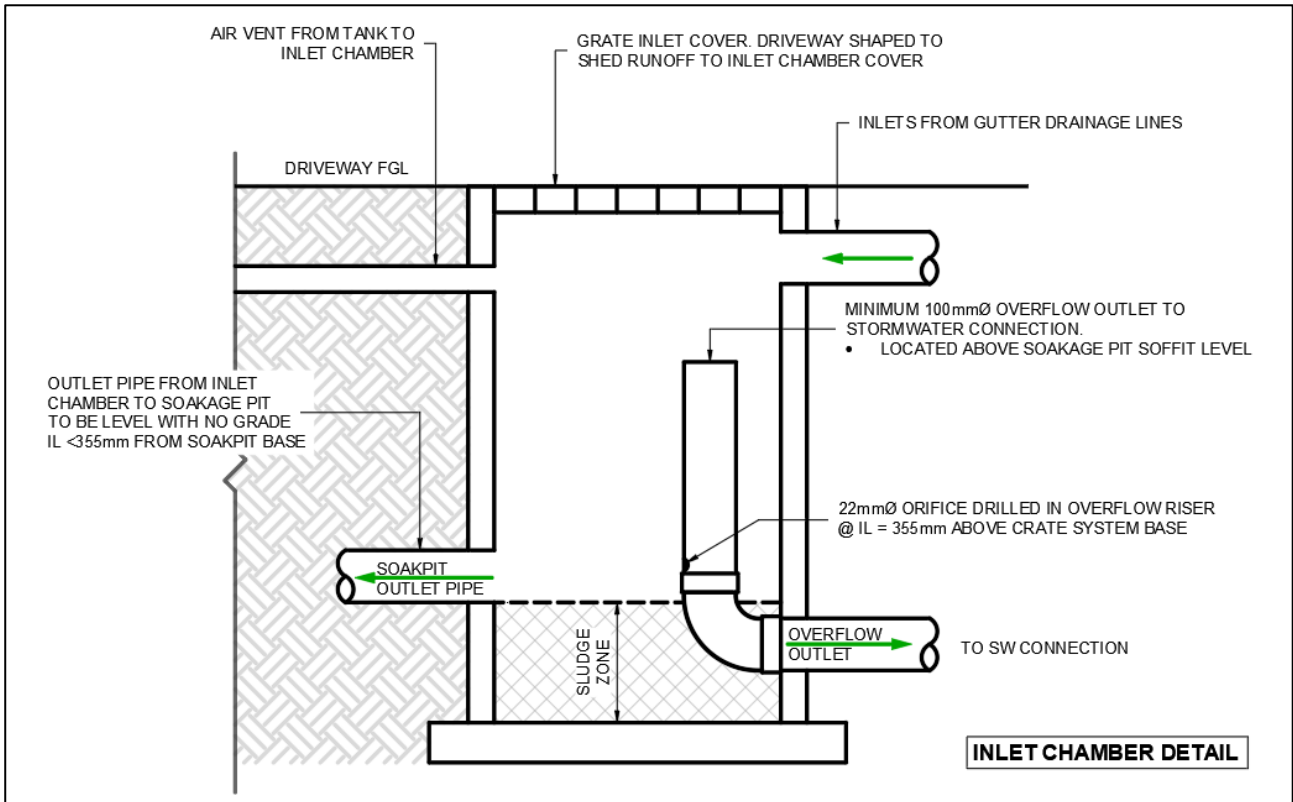 AIR VENT FROM TANK TO
INLET CHAMBER
GRATE INLET COVER. DRIVEWAY SHAPED TO
SHED RUNOFF TO INLET CHAMBER COVER
INLETS FROM GUTTER DRAINAGE LINES
DRIVEWAY FGL
MINIMUM 100mmØ OVERFLOW OUTLET TO
STORMWATER CONNECTION.
• LOCATED ABOVE SOAKAGE PIT SOFFIT LEVEL
OUTLET PIPE FROM INLET
CHAMBER TO SOAKAGE PIT
TO BE LEVEL WITH NO GRADE
IL <355mm FROM SOAKPIT BASE
22mmØ ORIFICE DRILLED IN OVERFLOW RISER
@ IL = 355mm ABOVE CRATE SYSTEM BASE
SOAKPIT
OUTLET PIPE
SLUDGE
ZONE
OVERFLOW
OUTLET
TO SW CONNECTION
INLET CHAMBER DETAIL